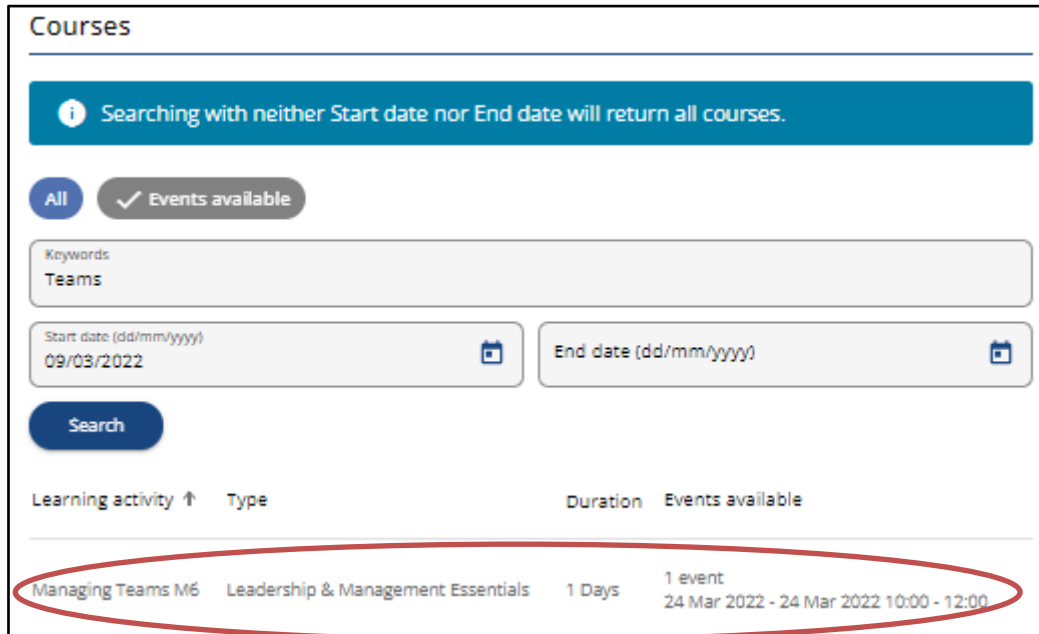 Courses
Searching with neither Start date nor End date will return all courses.
All Events available
Keywords
Teams
Start date (dd/mm/yyyy)
09/03/2022
End date (dd/mm/yyyy)
Search
Learning activity ↑ Type Duration Events available
Managing Teams M6 Leadership & Management Essentials 1 Days 1 event
24 Mar 2022 - 24 Mar 2022 10:00 - 12:00